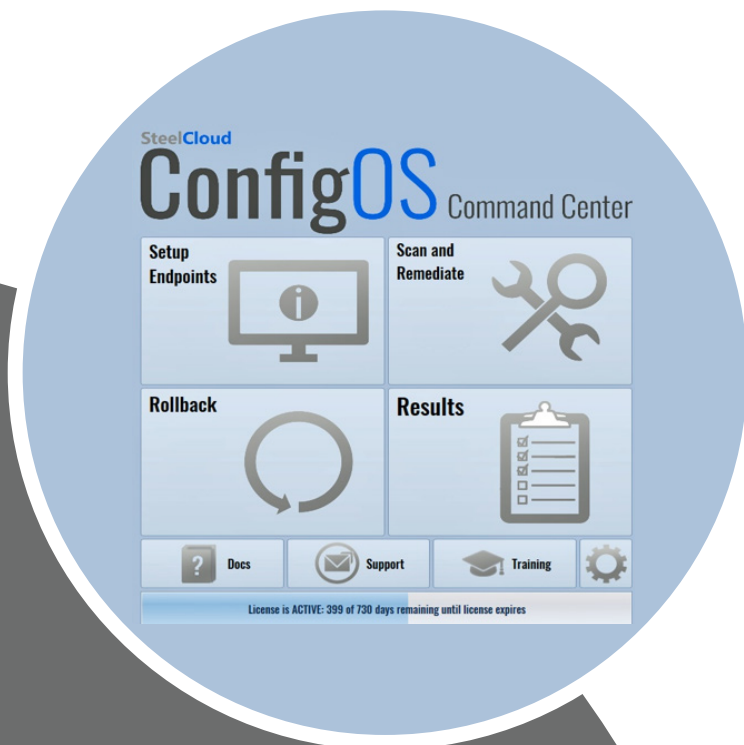 SteelCloud
ConfigOS Command Center
Setup
Endpoints
Scan and
Remediate
Rollback
Results
? Docs
Support
Training
License is ACTIVE: 399 of 730 days remaining until license expires